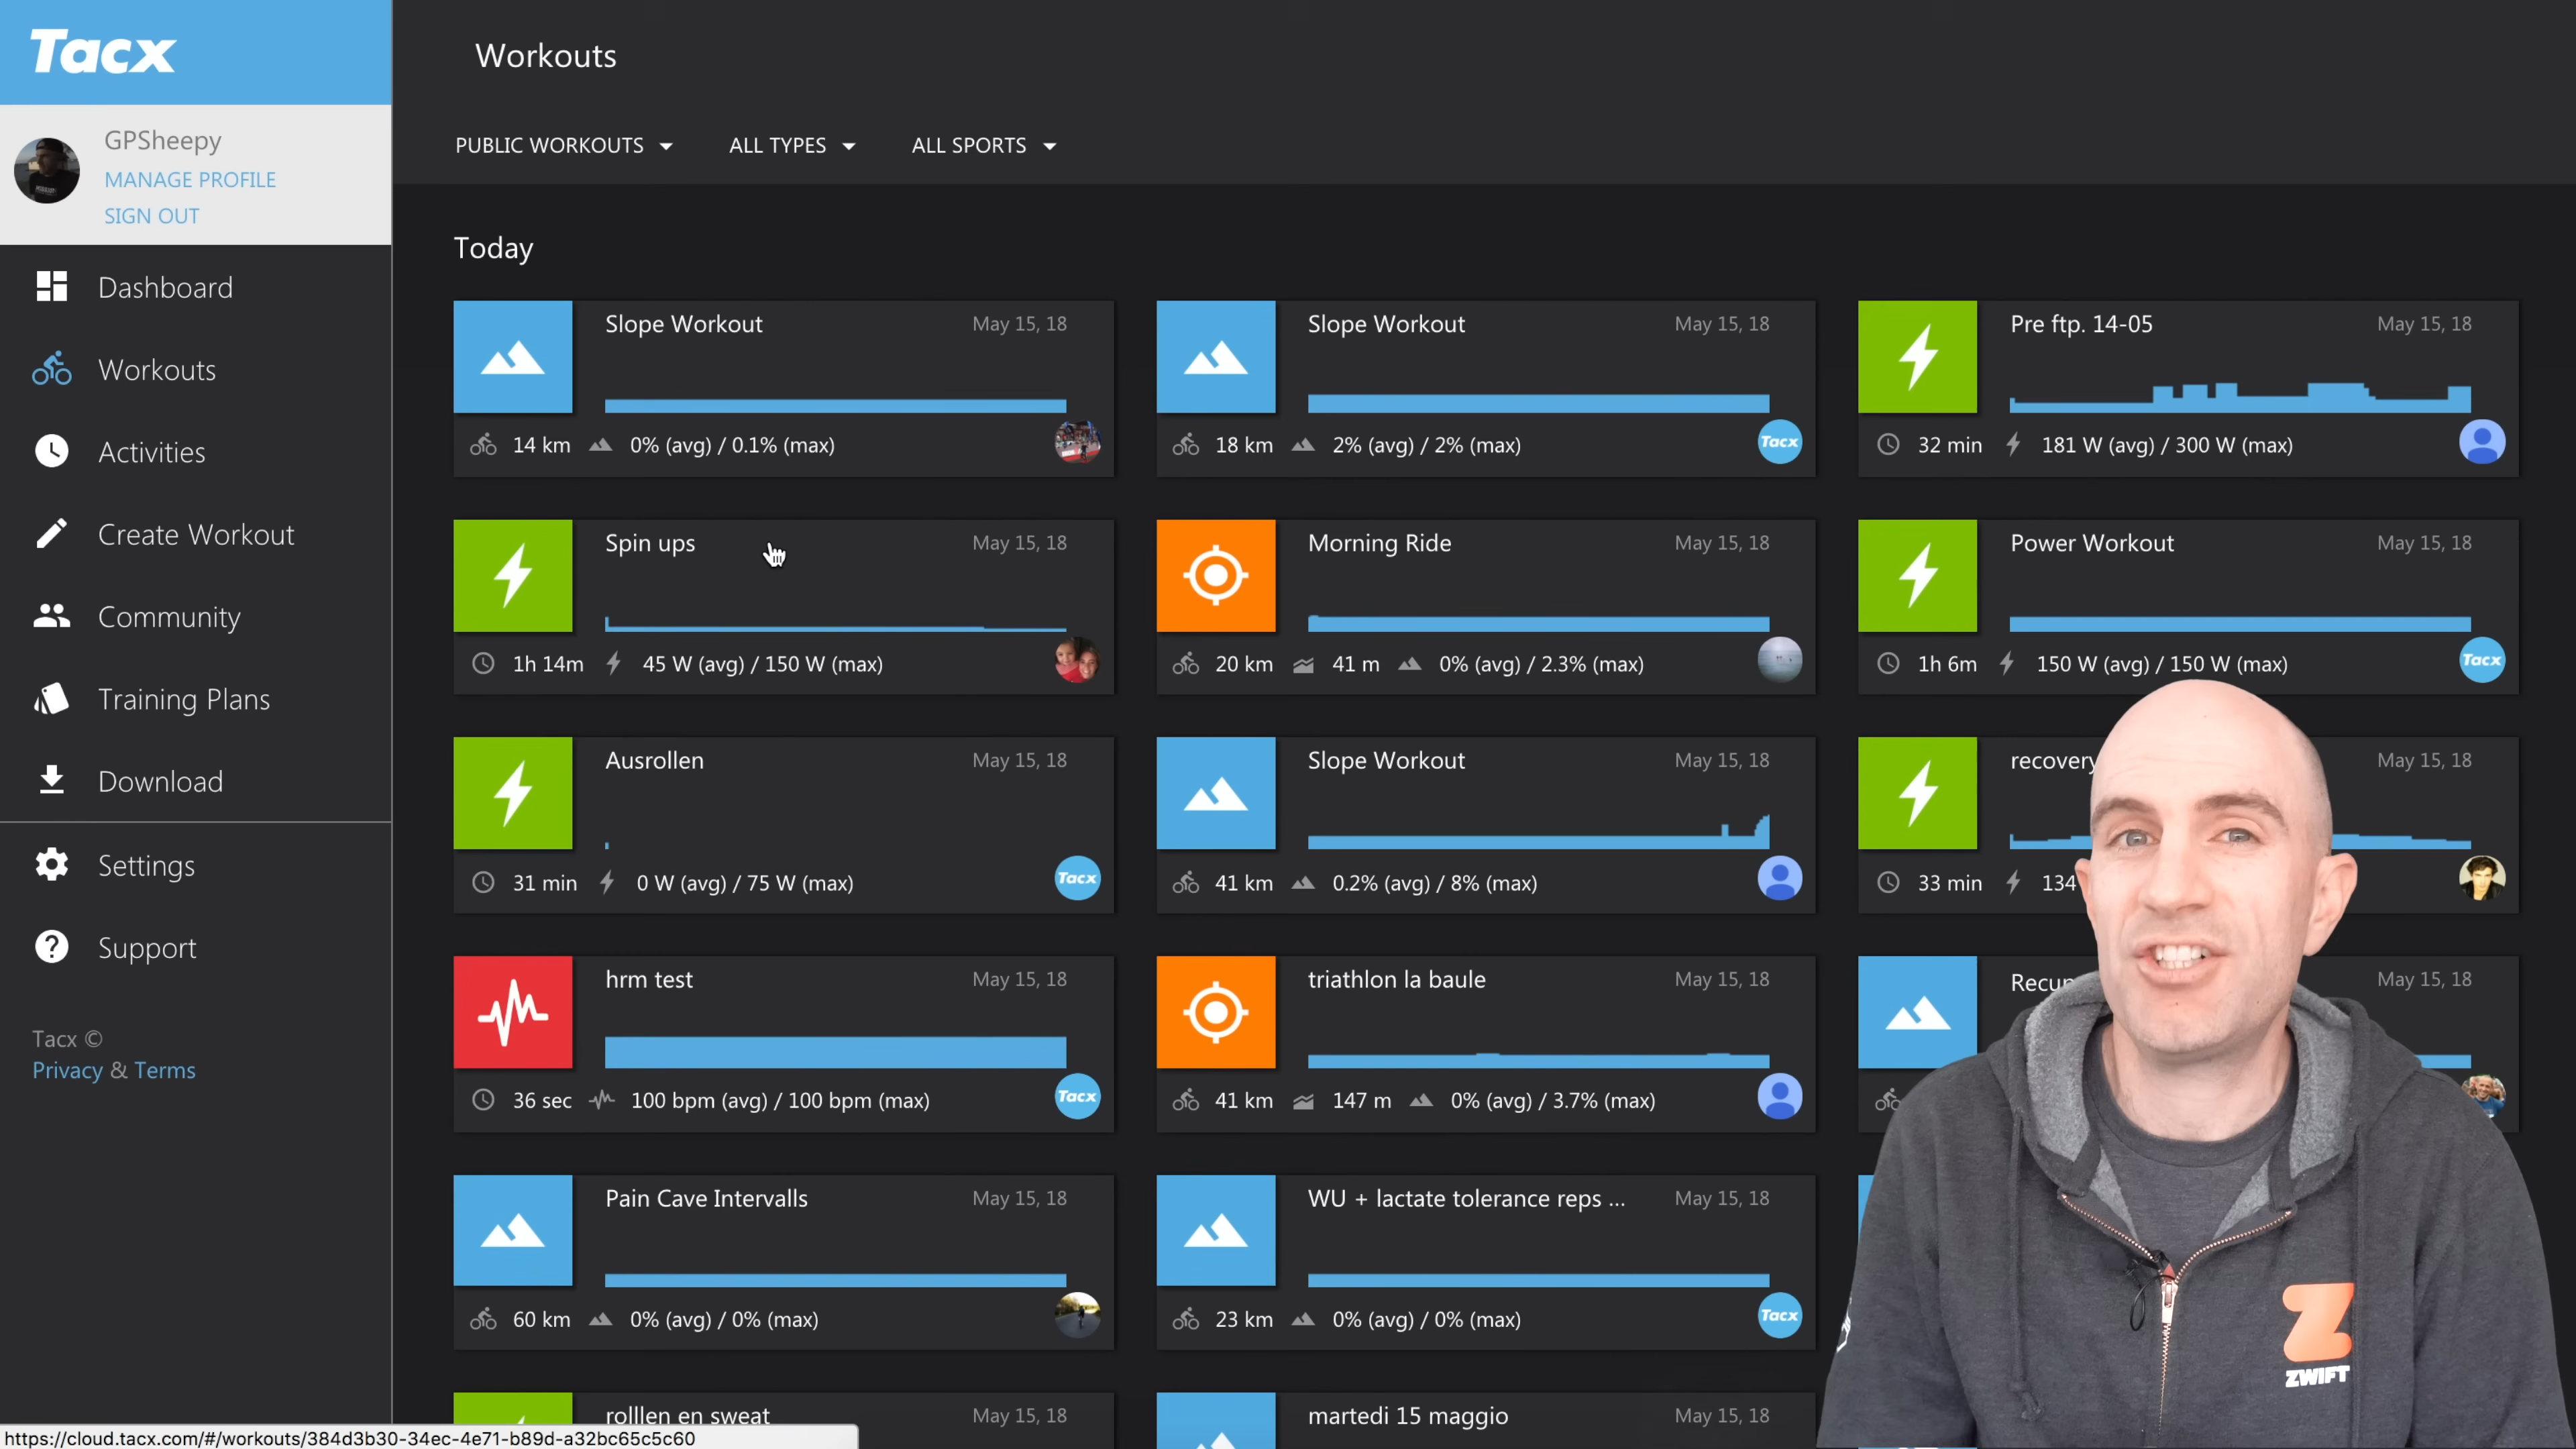 Tacx
GPSheepy
MANAGE PROFILE
SIGN OUT
Dashboard
Workouts
Activities
Create Workout
Community
Training Plans
Download
Settings
Support
Tacx ©
Privacy & Terms
Workouts
PUBLIC WORKOUTS
ALL TYPES
ALL SPORTS
Today
Slope Workout
May 15, 18
14 km
0% (avg) / 0.1% (max)
Slope Workout
May 15, 18
18 km
2% (avg) / 2% (max)
Tacx
Pre ftp. 14-05
May 15, 18
32 min
181 W (avg) / 300 W (max)
Spin ups
May 15, 18
1h 14m
45 W (avg) / 150 W (max)
Morning Ride
May 15, 18
20 km
41 m
0% (avg) / 2.3% (max)
Power Workout
May 15, 18
1h 6m
150 W (avg) / 150 W (max)
Tacx
Ausrollen
May 15, 18
31 min
0 W (avg) / 75 W (max)
Tacx
Slope Workout
May 15, 18
41 km
0.2% (avg) / 8% (max)
recovery
May 15, 18
33 min
134
hrm test
May 15, 18
36 sec
100 bpm (avg) / 100 bpm (max)
Tacx
triathlon la baule
May 15, 18
41 km
147 m
0% (avg) / 3.7% (max)
Recup
May 15, 18
Pain Cave Intervalls
May 15, 18
60 km
0% (avg) / 0% (max)
WU + lactate tolerance reps ...
May 15, 18
23 km
0% (avg) / 0% (max)
Tacx
rolllen en sweat
May 15, 18
martedi 15 maggio
May 15, 18
ZWIFT
https://cloud.tacx.com/#/workouts/384d3b30-34ec-4e71-b89d-a32bc65c5c60